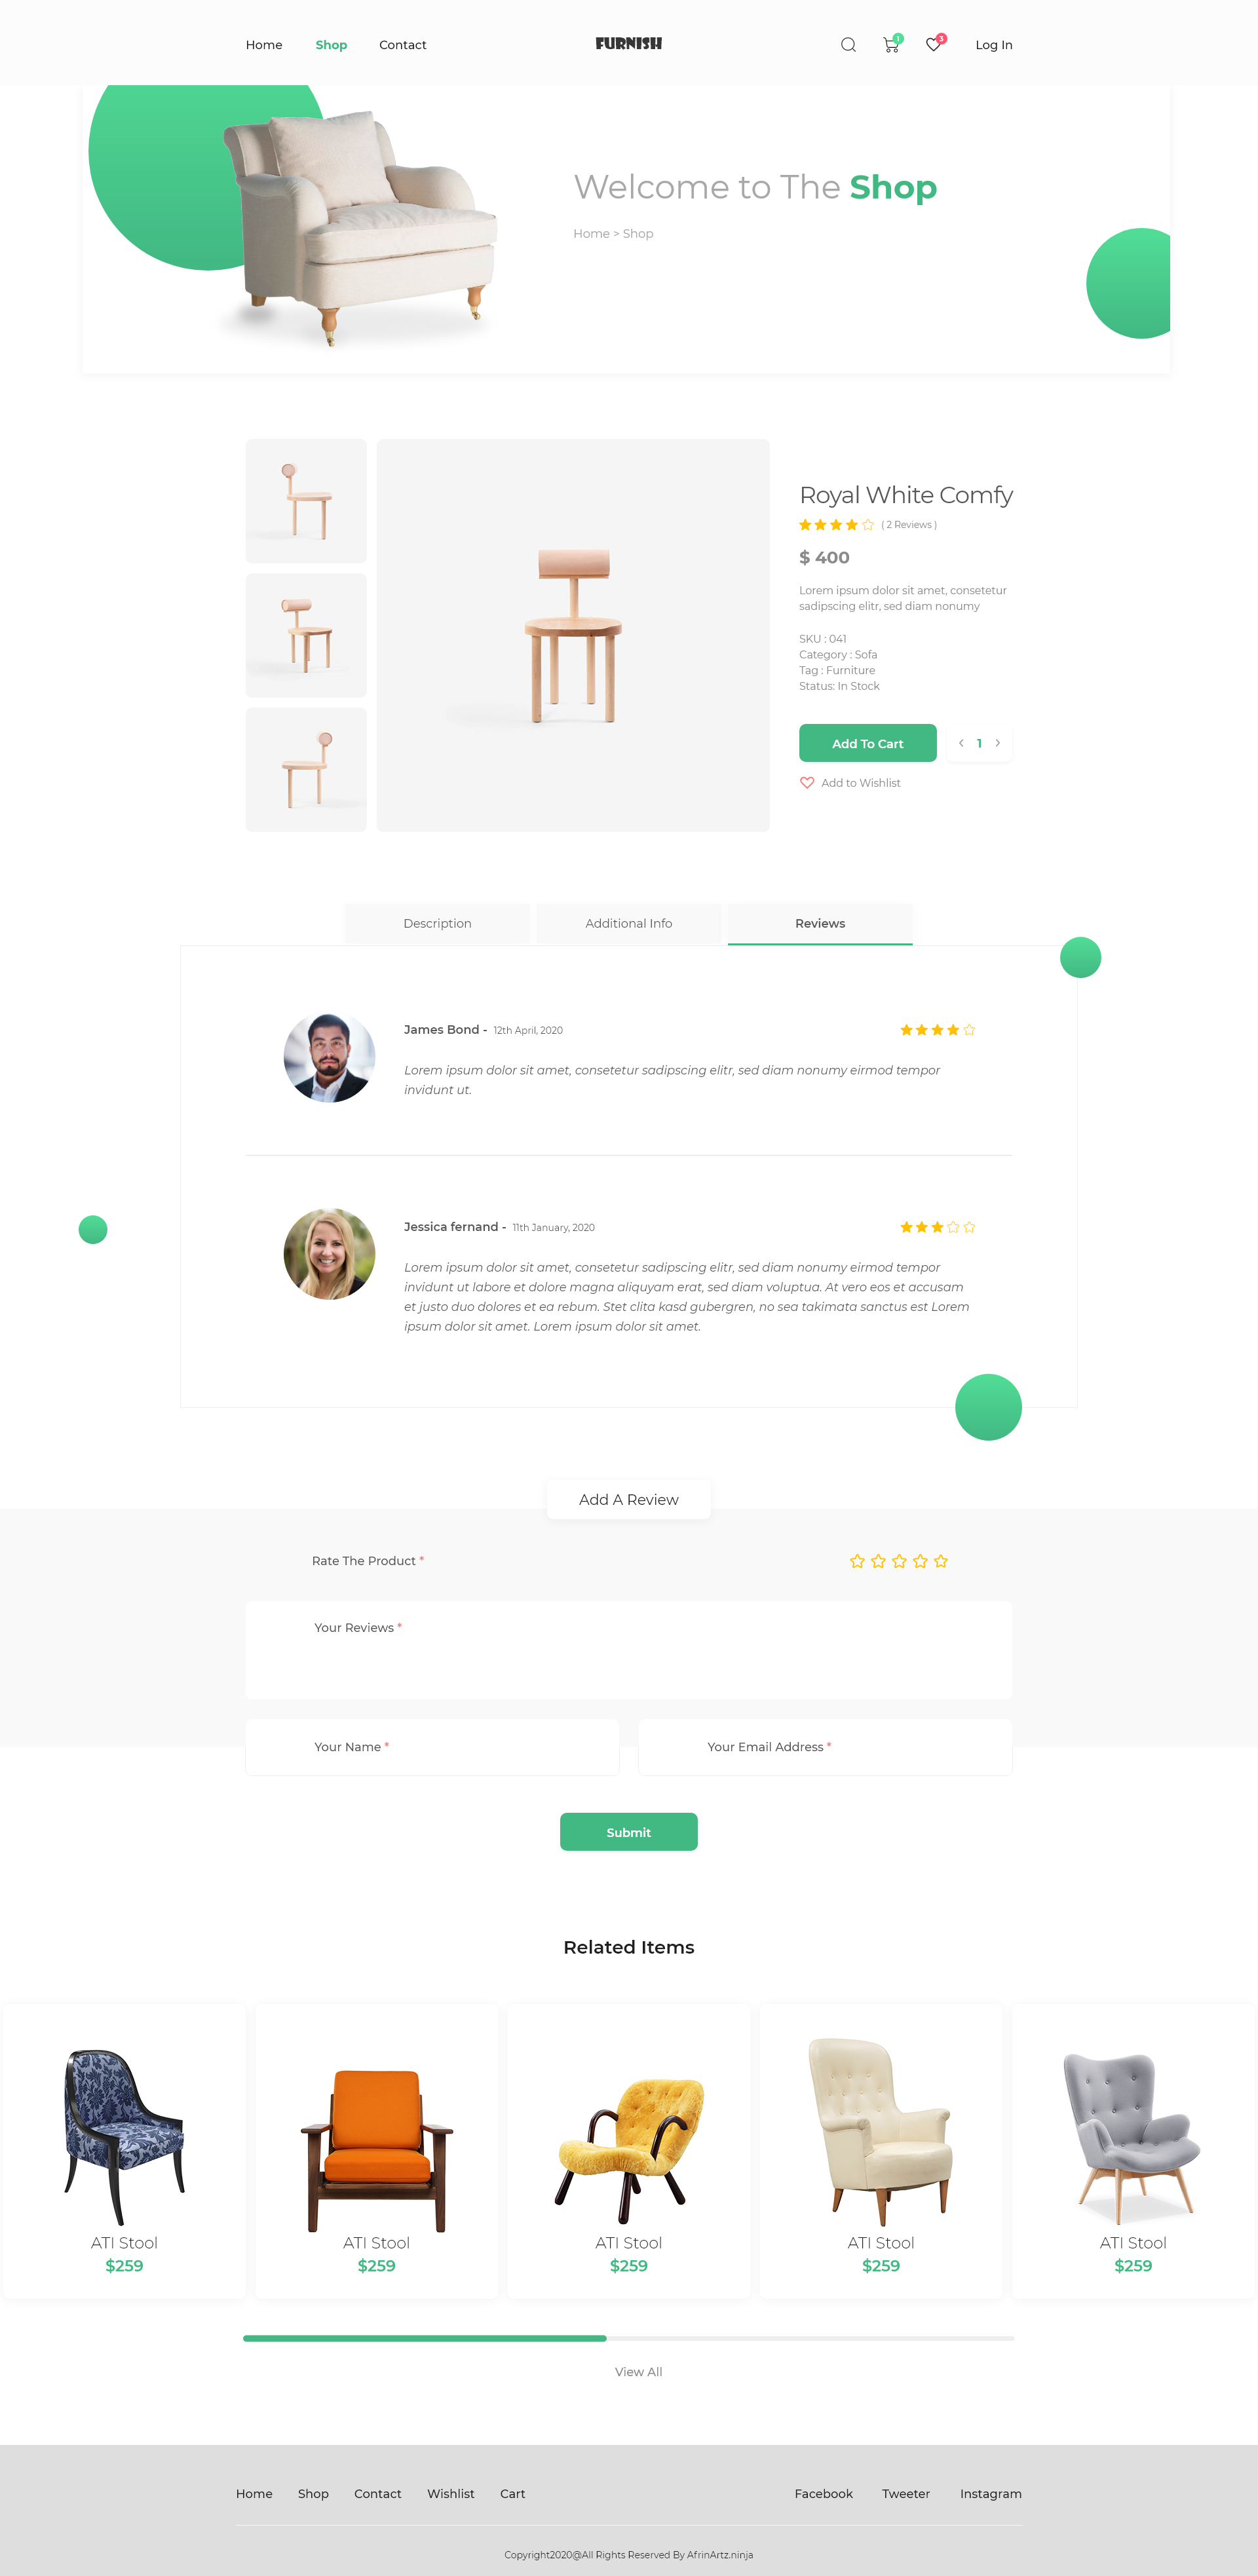 Home
Shop
Contact
FURNISH
1
3
Log In
Welcome to The Shop
Home > Shop
Royal White Comfy
( 2 Reviews )
$ 400
Lorem ipsum dolor sit amet, consetetur
sadipscing elitr, sed diam nonumy
SKU : 041
Category : Sofa
Tag : Furniture
Status: In Stock
Add To Cart
‹ 1 ›
Add to Wishlist
Description
Additional Info
Reviews
James Bond - 12th April, 2020
Lorem ipsum dolor sit amet, consetetur sadipscing elitr, sed diam nonumy eirmod tempor
invidunt ut.
Jessica fernand - 11th January, 2020
Lorem ipsum dolor sit amet, consetetur sadipscing elitr, sed diam nonumy eirmod tempor
invidunt ut labore et dolore magna aliquyam erat, sed diam voluptua. At vero eos et accusam
et justo duo dolores et ea rebum. Stet clita kasd gubergren, no sea takimata sanctus est Lorem
ipsum dolor sit amet. Lorem ipsum dolor sit amet.
Add A Review
Rate The Product *
Your Reviews *
Your Name *
Your Email Address *
Submit
Related Items
ATI Stool
$259
ATI Stool
$259
ATI Stool
$259
ATI Stool
$259
ATI Stool
$259
View All
Home
Shop
Contact
Wishlist
Cart
Facebook
Tweeter
Instagram
Copyright2020@All Rights Reserved By AfrinArtz.ninja